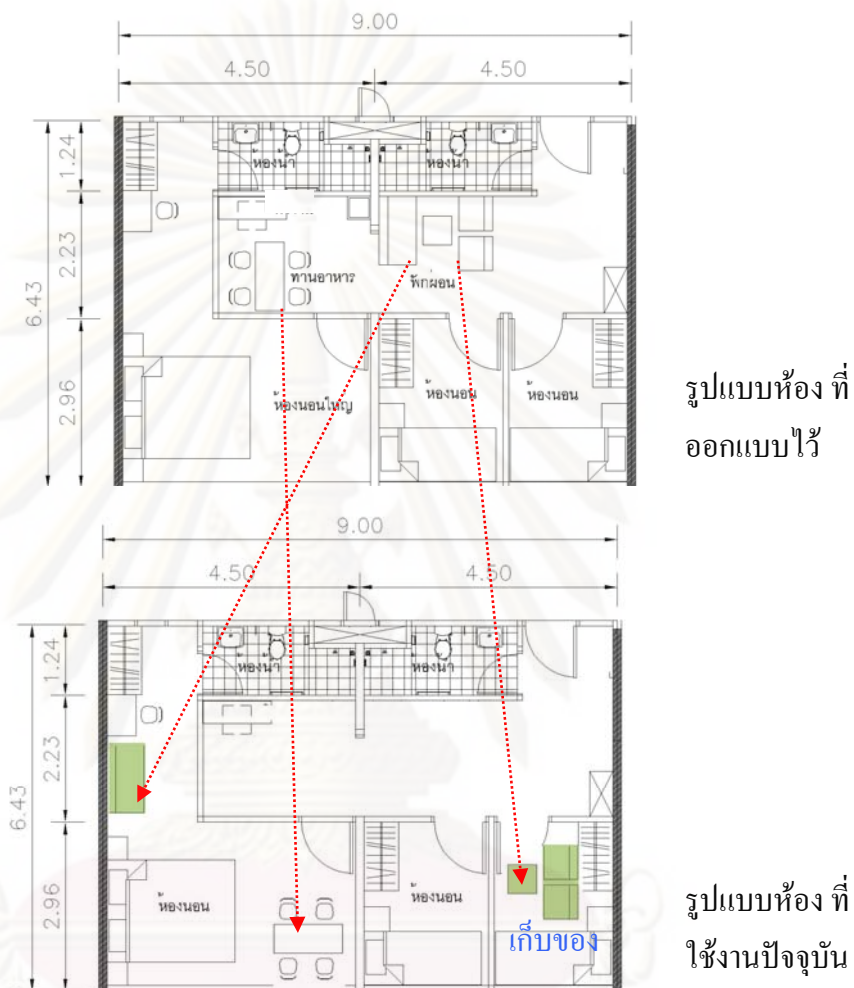 9.00
4.50 4.50
1.24
2.23
2.96
6.43
ห้องน้ำ ห้องน้ำ
ทานอาหาร พักผ่อน
ห้องนอนใหญ่ ห้องนอน ห้องนอน
รูปแบบห้อง ที่
ออกแบบไว้
9.00
4.50 4.50
1.24
2.23
2.96
6.43
ห้องน้ำ ห้องน้ำ
ห้องนอน ห้องนอน
เก็บของ
รูปแบบห้อง ที่
ใช้งานปัจจุบัน